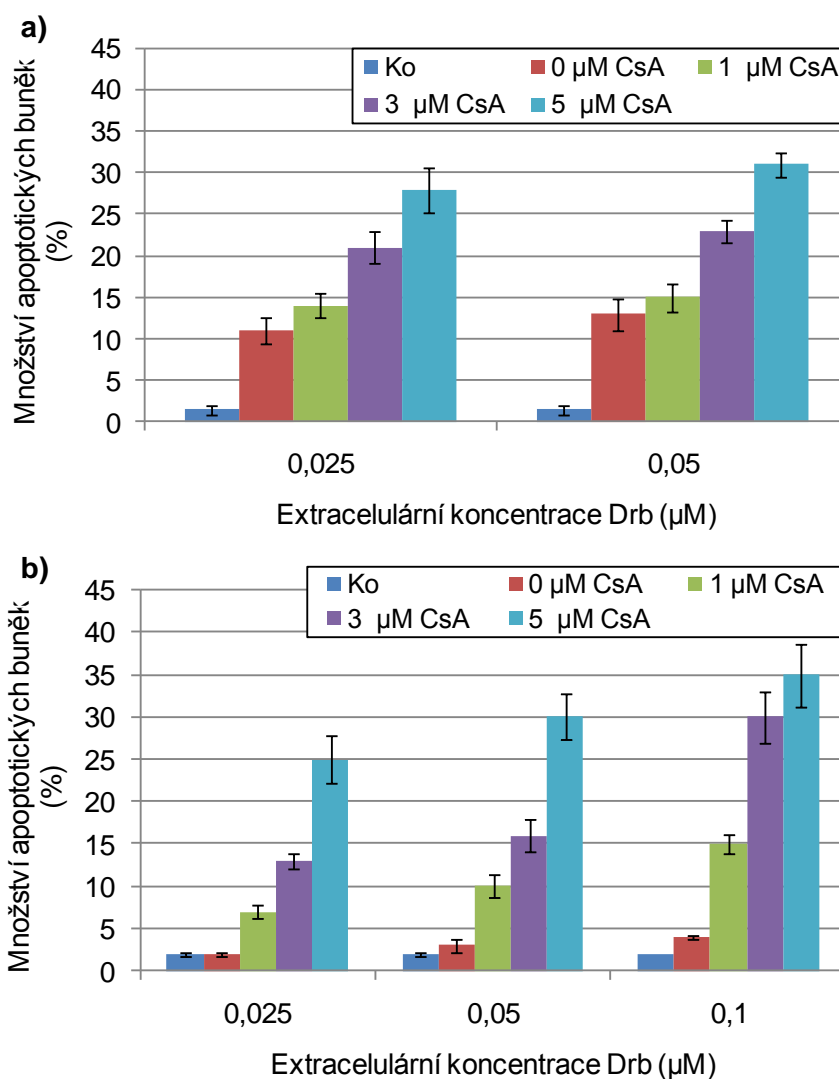 a)
45
40
35
30
25
20
15
10
5
0
Množství apoptotických buněk
(%)
Ko 0 µM CsA 1 µM CsA
3 µM CsA 5 µM CsA
0,025 0,05
Extracelulární koncentrace Drb (µM)
b)
45
40
35
30
25
20
15
10
5
0
Množství apoptotických buněk
(%)
Ko 0 µM CsA 1 µM CsA
3 µM CsA 5 µM CsA
0,025 0,05 0,1
Extracelulární koncentrace Drb (µM)